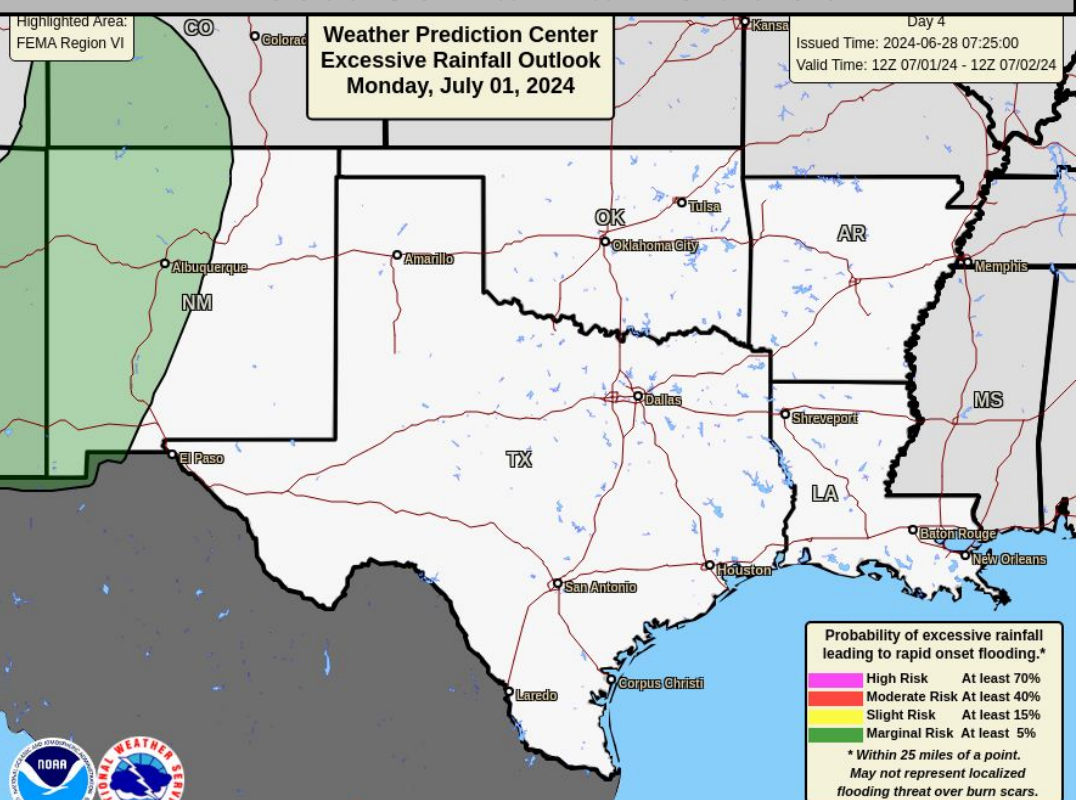 Highlighted Area:
FEMA Region VI
Weather Prediction Center
Excessive Rainfall Outlook
Monday, July 01, 2024
Day 4
Issued Time: 2024-06-28 07:25:00
Valid Time: 12Z 07/01/24 - 12Z 07/02/24
CO
Colorad
Kansa
OK
Tulsa
Oklahoma City
AR
Memphis
Albuquerque
Amarillo
NM
Dallas
Shreveport
MS
El Paso
TX
LA
Baton Rouge
New Orleans
Houston
San Antonio
Laredo
Corpus Christi
Probability of excessive rainfall
leading to rapid onset flooding.*
High Risk At least 70%
Moderate Risk At least 40%
Slight Risk At least 15%
Marginal Risk At least 5%
* Within 25 miles of a point.
May not represent localized
flooding threat over burn scars.
NOAA
WEATHER